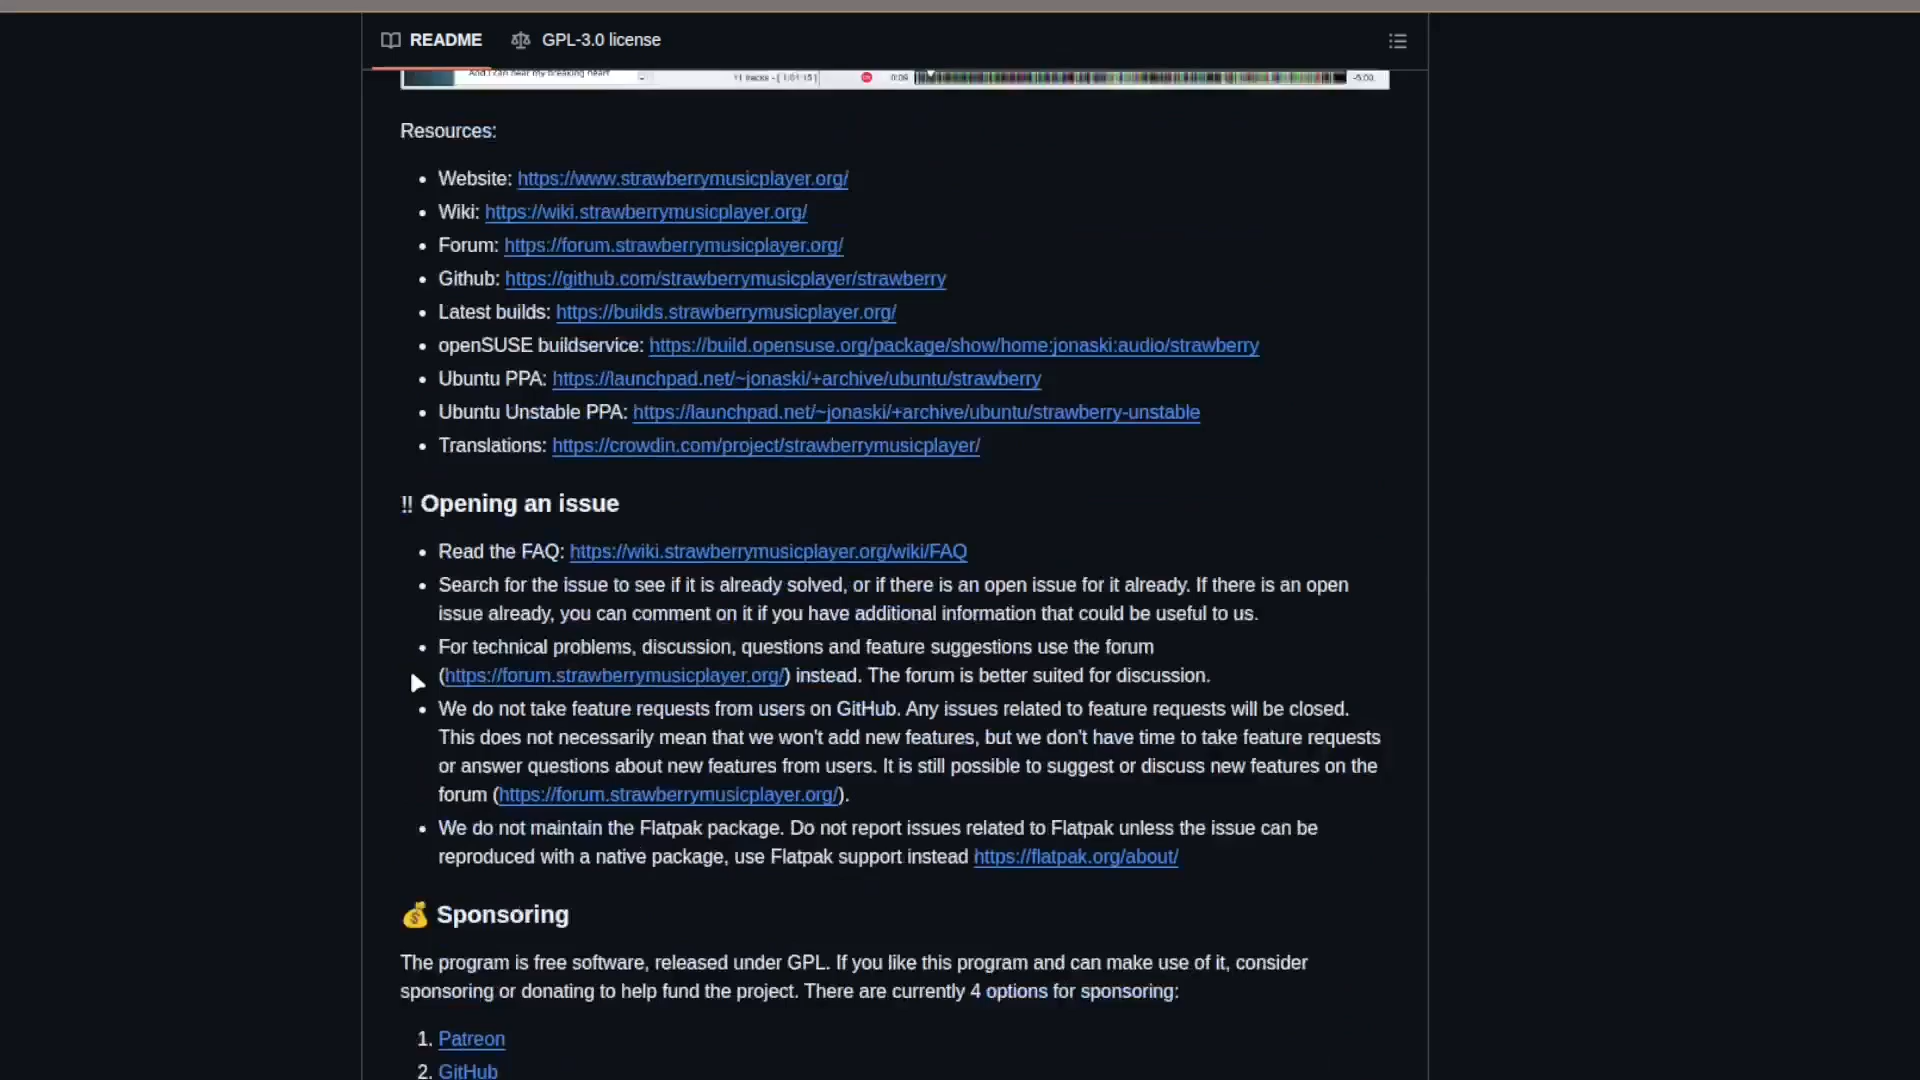 README GPL-3.0 license
And I can hear my breaking heart 11 tracks - [ 1:01:15 ] 0:09 -5:00
Resources:
• Website: https://www.strawberrymusicplayer.org/
• Wiki: https://wiki.strawberrymusicplayer.org/
• Forum: https://forum.strawberrymusicplayer.org/
• Github: https://github.com/strawberrymusicplayer/strawberry
• Latest builds: https://builds.strawberrymusicplayer.org/
• openSUSE buildservice: https://build.opensuse.org/package/show/home:jonaski:audio/strawberry
• Ubuntu PPA: https://launchpad.net/~jonaski/+archive/ubuntu/strawberry
• Ubuntu Unstable PPA: https://launchpad.net/~jonaski/+archive/ubuntu/strawberry-unstable
• Translations: https://crowdin.com/project/strawberrymusicplayer/
‼ Opening an issue
• Read the FAQ: https://wiki.strawberrymusicplayer.org/wiki/FAQ
• Search for the issue to see if it is already solved, or if there is an open issue for it already. If there is an open
issue already, you can comment on it if you have additional information that could be useful to us.
• For technical problems, discussion, questions and feature suggestions use the forum
(https://forum.strawberrymusicplayer.org/) instead. The forum is better suited for discussion.
• We do not take feature requests from users on GitHub. Any issues related to feature requests will be closed.
This does not necessarily mean that we won't add new features, but we don't have time to take feature requests
or answer questions about new features from users. It is still possible to suggest or discuss new features on the
forum (https://forum.strawberrymusicplayer.org/).
• We do not maintain the Flatpak package. Do not report issues related to Flatpak unless the issue can be
reproduced with a native package, use Flatpak support instead https://flatpak.org/about/
💰 Sponsoring
The program is free software, released under GPL. If you like this program and can make use of it, consider
sponsoring or donating to help fund the project. There are currently 4 options for sponsoring:
1. Patreon
2. GitHub